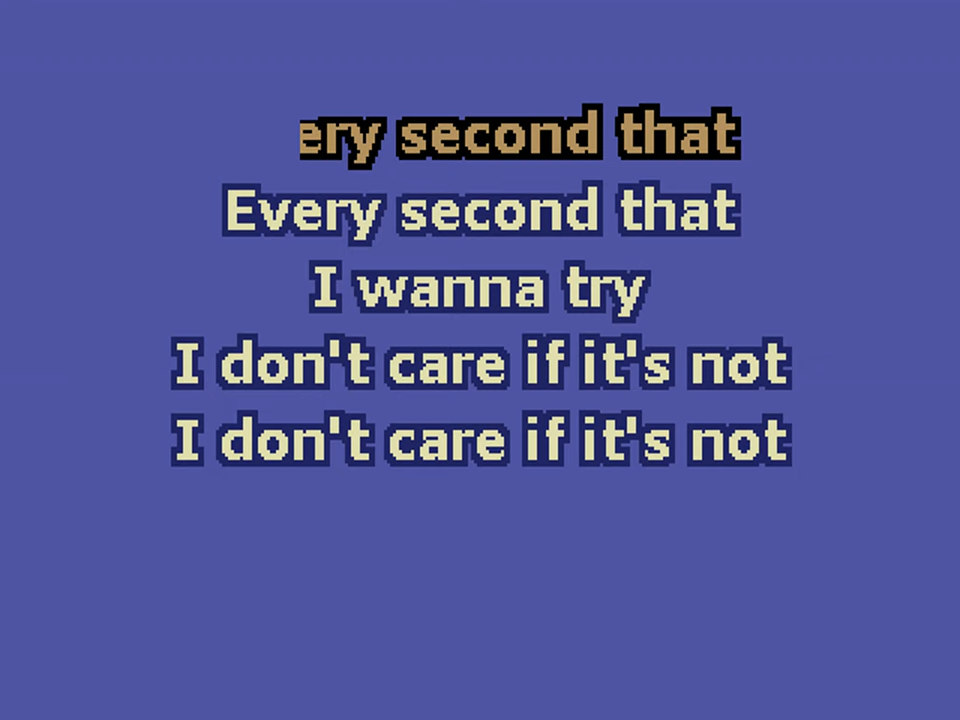 ery second that
Every second that
I wanna try
I don't care if it's not
I don't care if it's not